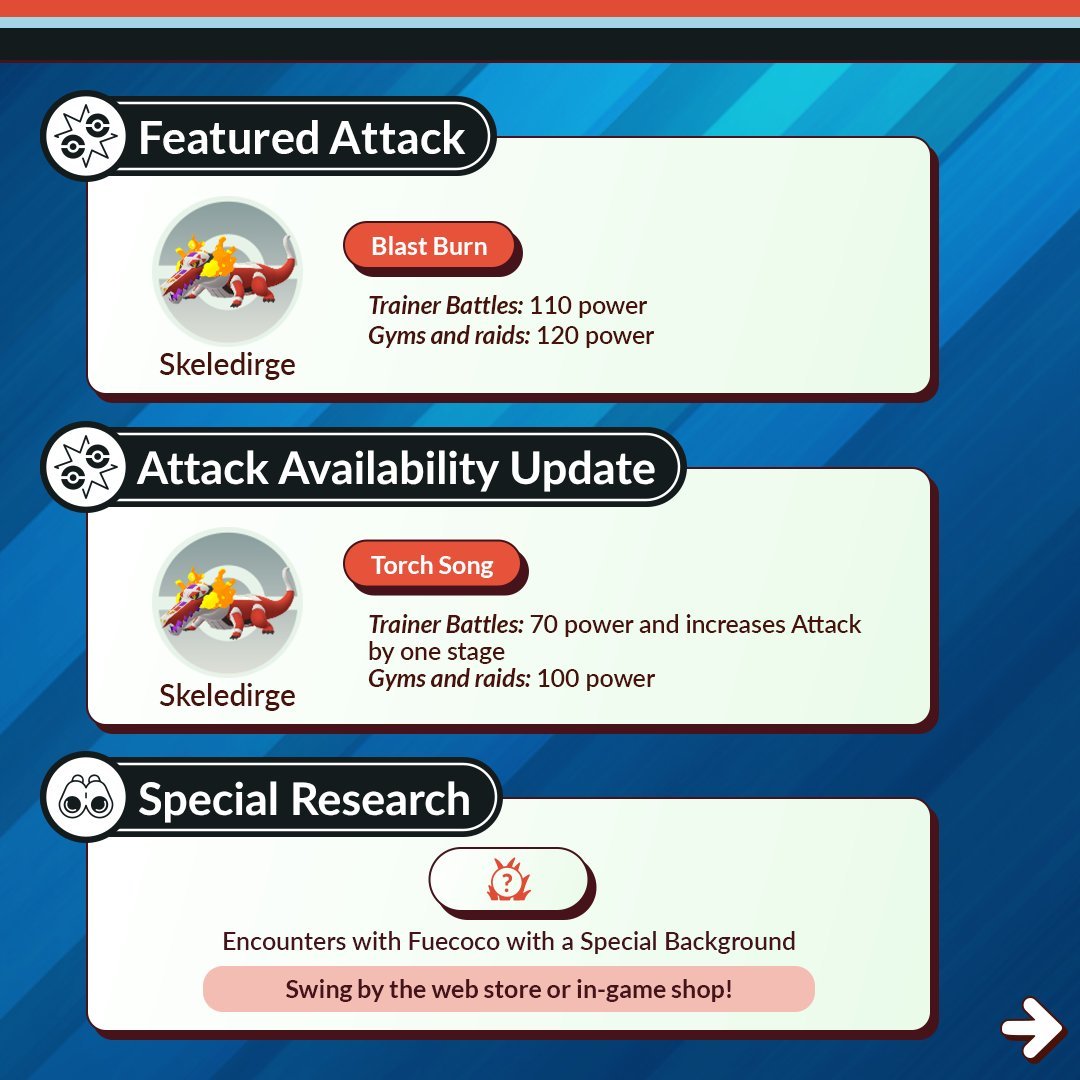 Featured Attack
Blast Burn
Trainer Battles: 110 power
Gyms and raids: 120 power
Skeledirge
Attack Availability Update
Torch Song
Trainer Battles: 70 power and increases Attack
by one stage
Gyms and raids: 100 power
Skeledirge
Special Research
?
Encounters with Fuecoco with a Special Background
Swing by the web store or in-game shop!